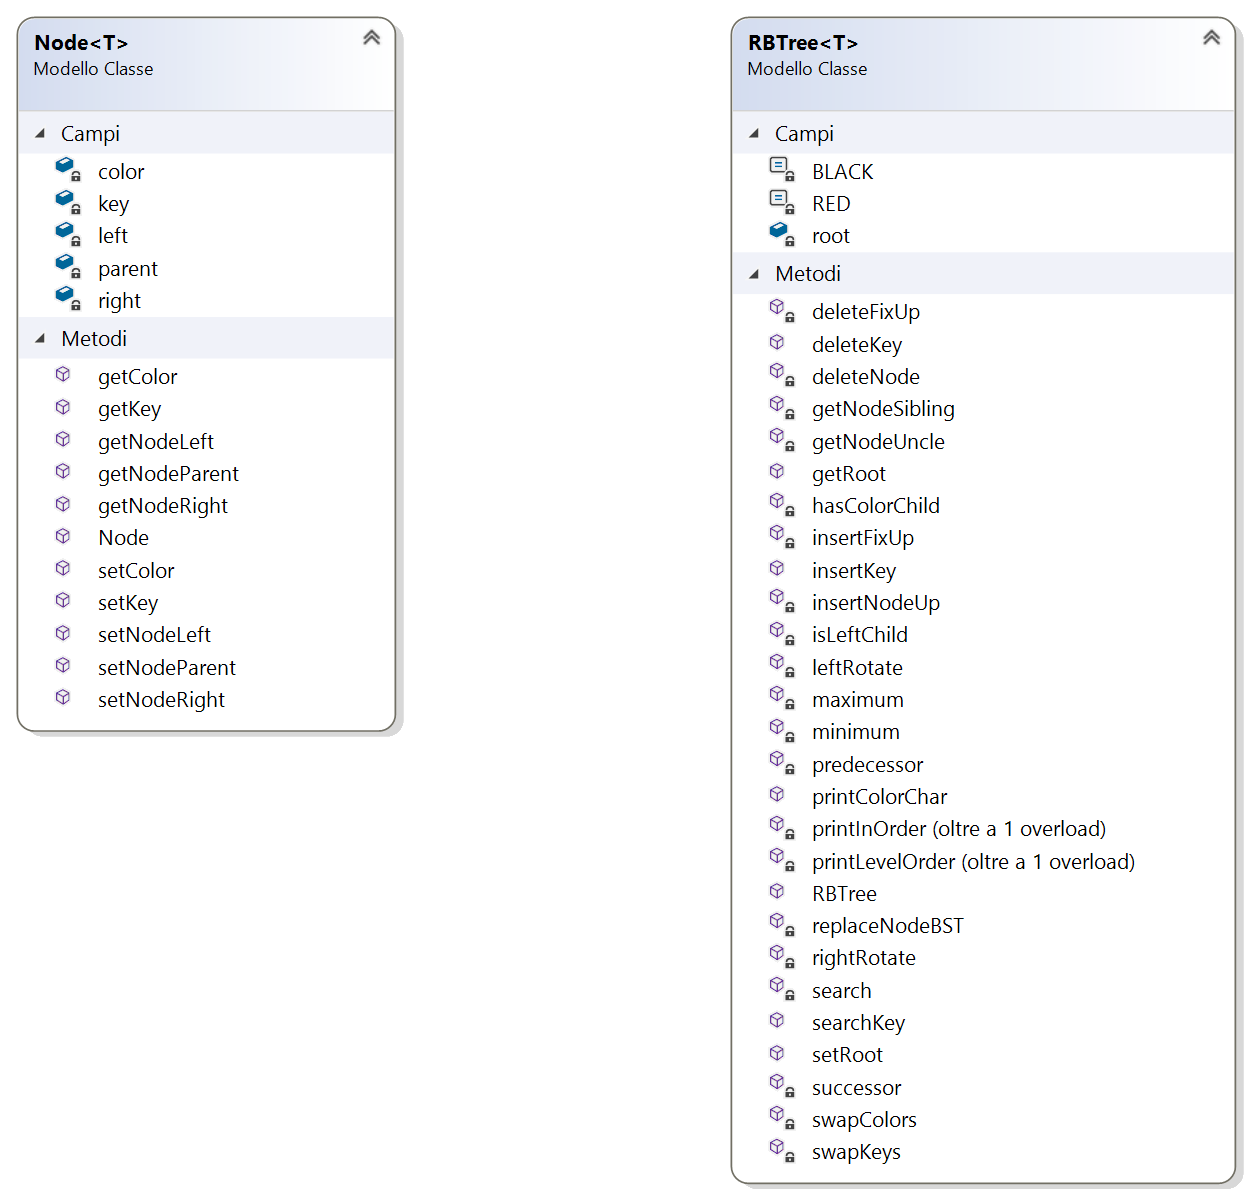 Node<T>
Modello Classe
Campi
color
key
left
parent
right
Metodi
getColor
getKey
getNodeLeft
getNodeParent
getNodeRight
Node
setColor
setKey
setNodeLeft
setNodeParent
setNodeRight
RBTree<T>
Modello Classe
Campi
BLACK
RED
root
Metodi
deleteFixUp
deleteKey
deleteNode
getNodeSibling
getNodeUncle
getRoot
hasColorChild
insertFixUp
insertKey
insertNodeUp
isLeftChild
leftRotate
maximum
minimum
predecessor
printColorChar
printInOrder (oltre a 1 overload)
printLevelOrder (oltre a 1 overload)
RBTree
replaceNodeBST
rightRotate
search
searchKey
setRoot
successor
swapColors
swapKeys